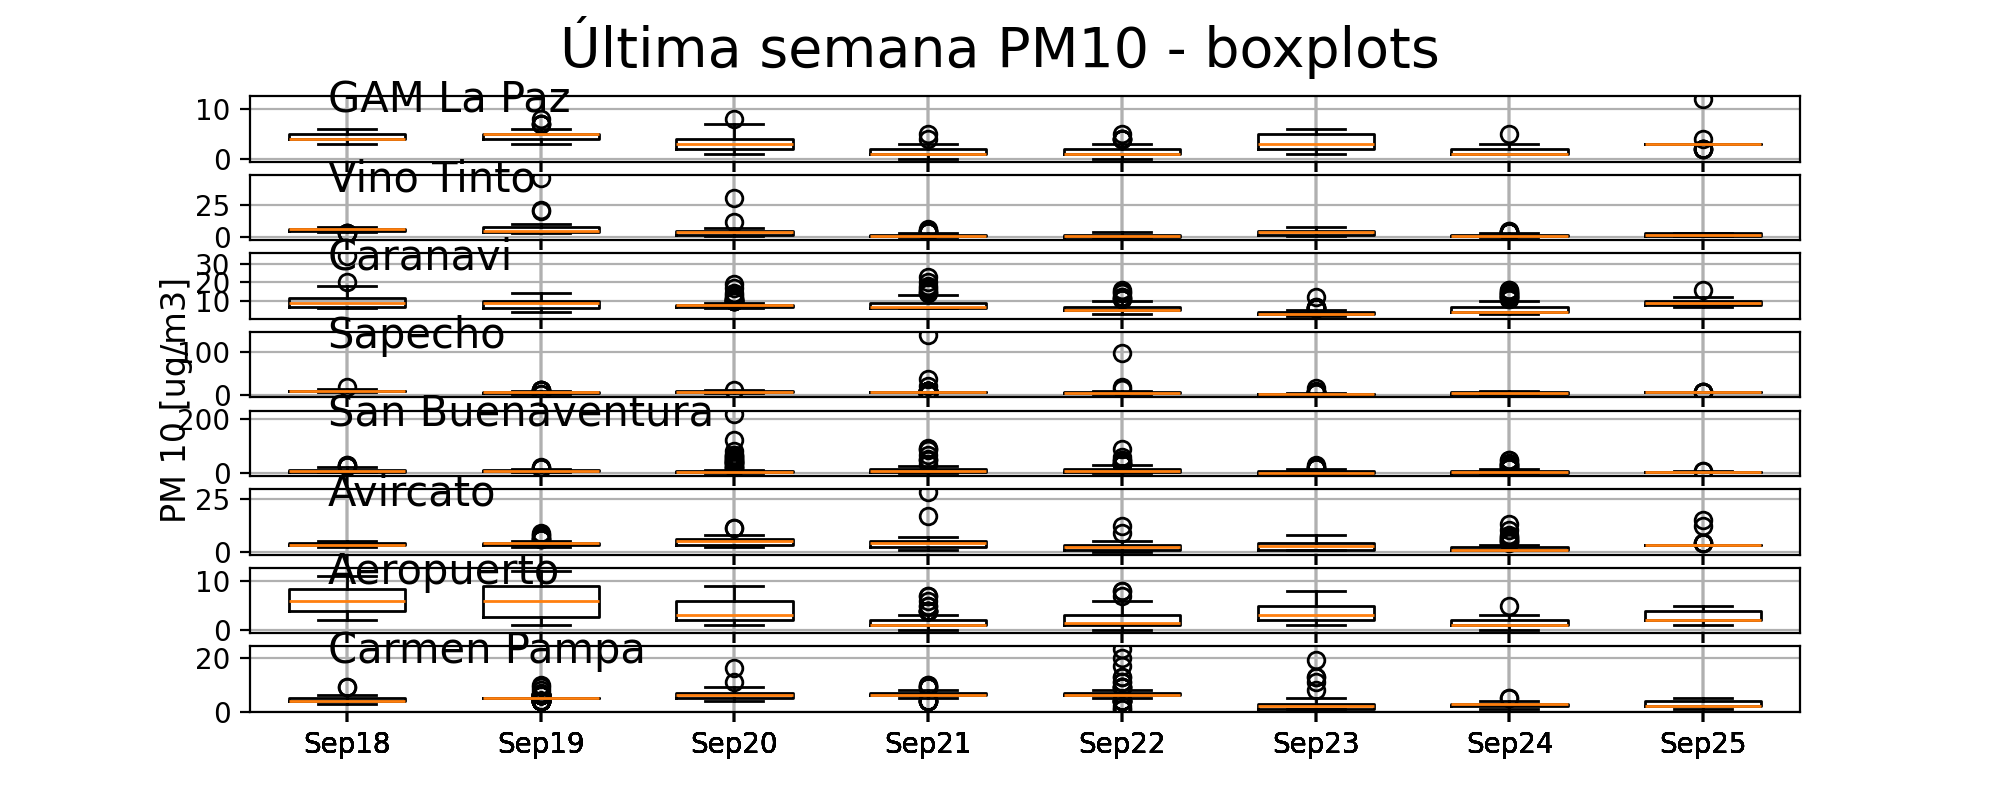 Última semana PM10 - boxplots
GAM La Paz
10
0
Vino Tinto
25
0
Caranavi
30
20
10
Sapecho
100
0
San Buenaventura
200
0
Avircato
25
0
Aeropuerto
10
0
Carmen Pampa
20
0
PM 10 [ug/m3]
Sep18 Sep19 Sep20 Sep21 Sep22 Sep23 Sep24 Sep25